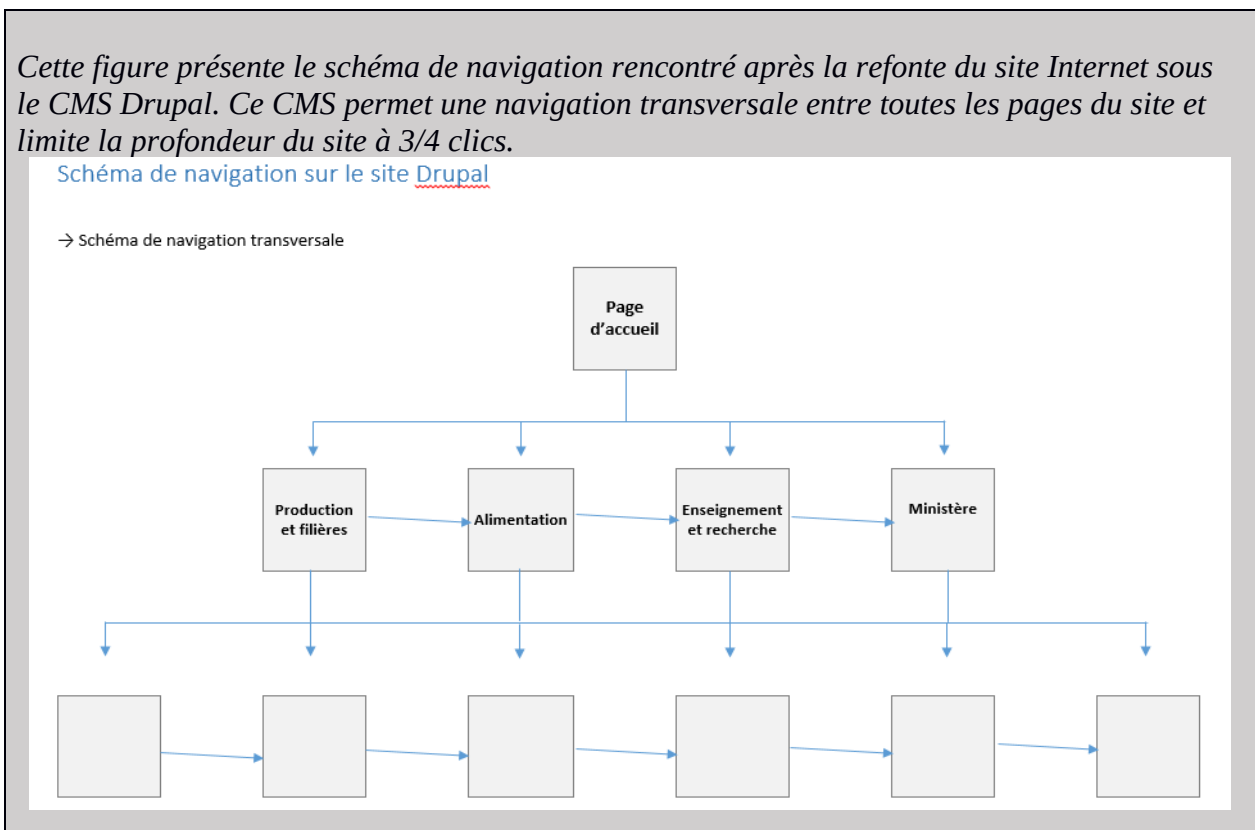 Cette figure présente le schéma de navigation rencontré après la refonte du site Internet sous
le CMS Drupal. Ce CMS permet une navigation transversale entre toutes les pages du site et
limite la profondeur du site à 3/4 clics.
Schéma de navigation sur le site Drupal
→ Schéma de navigation transversale
Page
d’accueil
Production
et filières
Alimentation
Enseignement
et recherche
Ministère